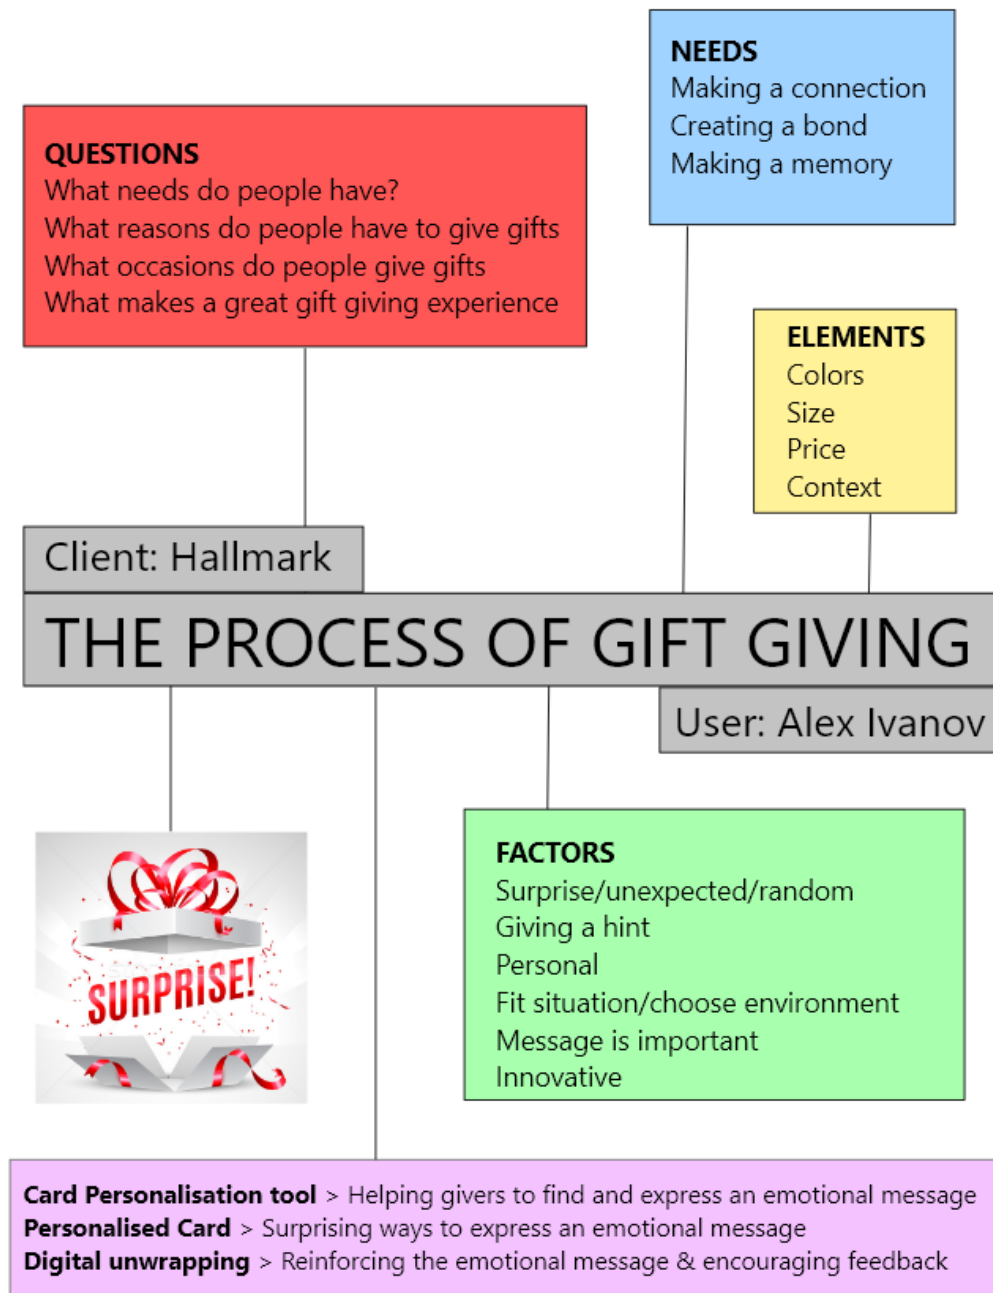 NEEDS
Making a connection
Creating a bond
Making a memory
QUESTIONS
What needs do people have?
What reasons do people have to give gifts
What occasions do people give gifts
What makes a great gift giving experience
ELEMENTS
Colors
Size
Price
Context
Client: Hallmark
THE PROCESS OF GIFT GIVING
User: Alex Ivanov
SURPRISE!
FACTORS
Surprise/unexpected/random
Giving a hint
Personal
Fit situation/choose environment
Message is important
Innovative
Card Personalisation tool > Helping givers to find and express an emotional message
Personalised Card > Surprising ways to express an emotional message
Digital unwrapping > Reinforcing the emotional message & encouraging feedback